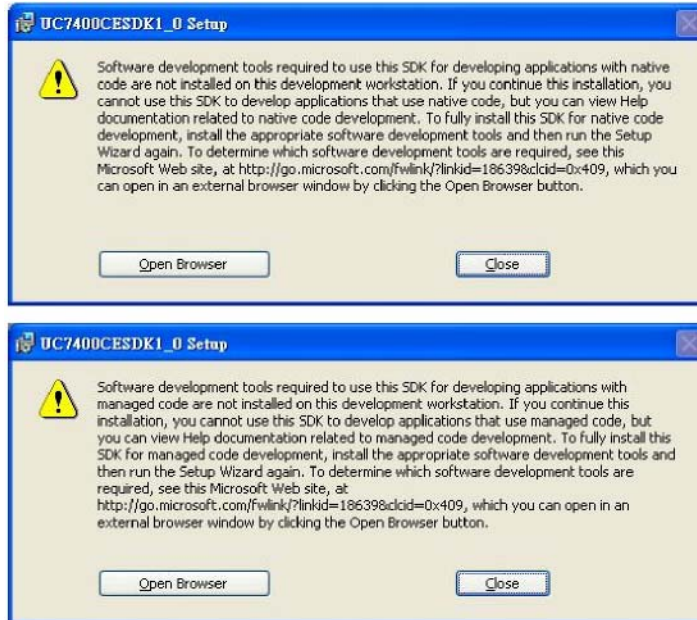 UC7400CESDK1_0 Setup
Software development tools required to use this SDK for developing applications with native
code are not installed on this development workstation. If you continue this installation, you
cannot use this SDK to develop applications that use native code, but you can view Help
documentation related to native code development. To fully install this SDK for native code
development, install the appropriate software development tools and then run the Setup
Wizard again. To determine which software development tools are required, see this
Microsoft Web site, at http://go.microsoft.com/fwlink/?linkid=18639&clcid=0x409, which you
can open in an external browser window by clicking the Open Browser button.
Open Browser
Close
UC7400CESDK1_0 Setup
Software development tools required to use this SDK for developing applications with
managed code are not installed on this development workstation. If you continue this
installation, you cannot use this SDK to develop applications that use managed code, but
you can view Help documentation related to managed code development. To fully install this
SDK for managed code development, install the appropriate software development tools and
then run the Setup Wizard again. To determine which software development tools are
required, see this Microsoft Web site, at
http://go.microsoft.com/fwlink/?linkid=18639&clcid=0x409, which you can open in an
external browser window by clicking the Open Browser button.
Open Browser
Close